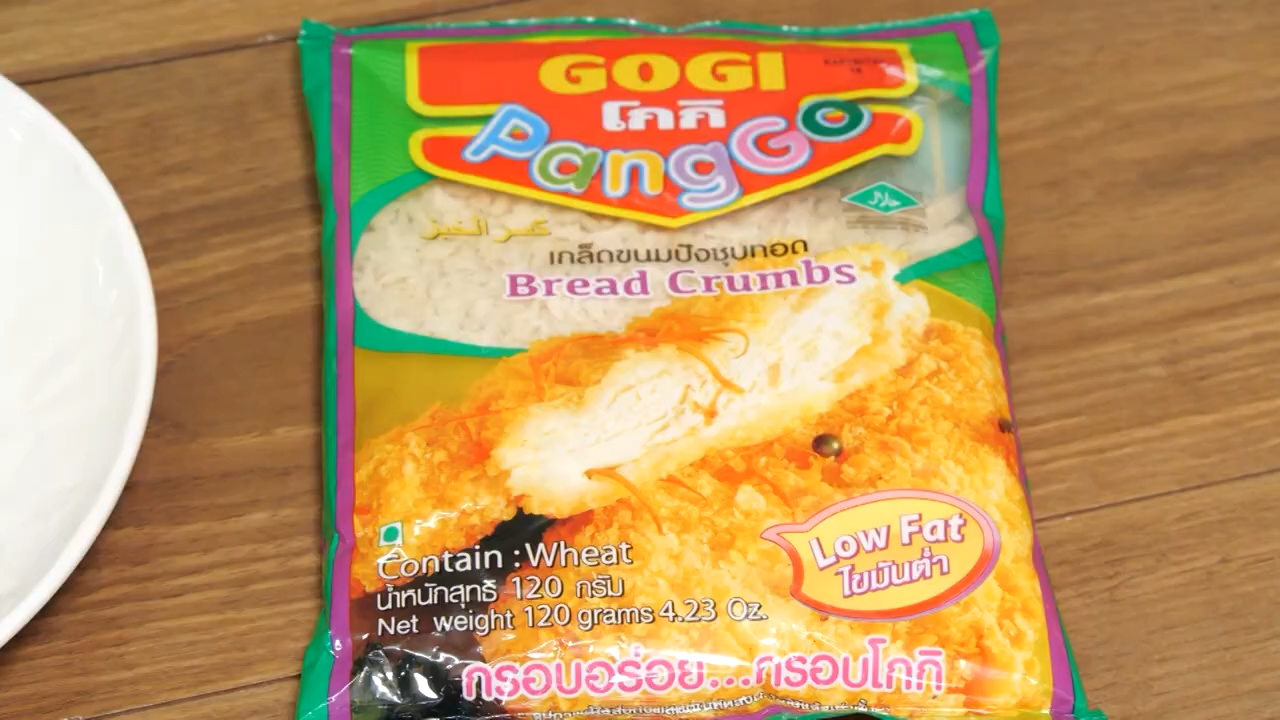 GOGI
โกกิ
PangGo
حلال
كسر الخبز
เกล็ดขนมปังชุบทอด
Bread Crumbs
Low Fat
ไขมันต่ำ
Contain : Wheat
น้ำหนักสุทธิ 120 กรัม
Net weight 120 grams 4.23 Oz.
กรอบอร่อย...กรอบโกกิ